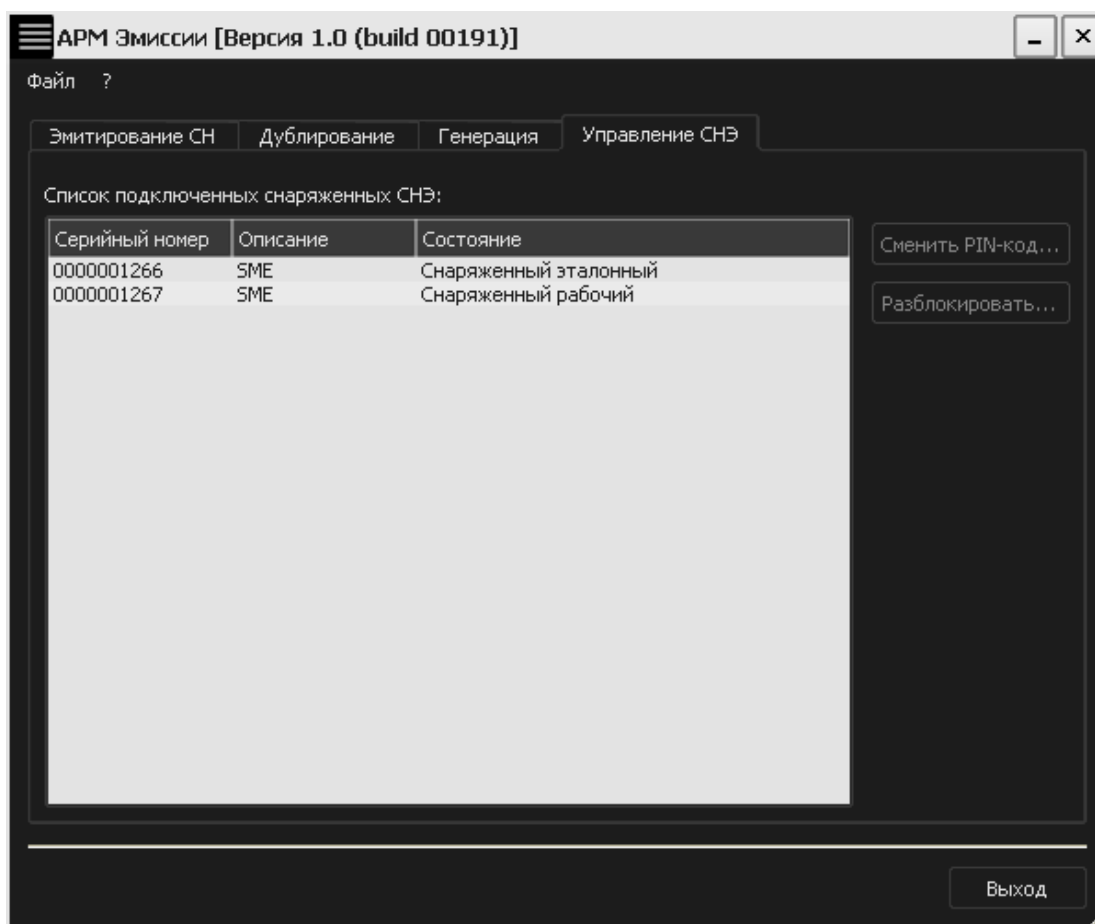 АРМ Эмиссии [Версия 1.0 (build 00191)]
Файл ?
Эмитирование СН Дублирование Генерация Управление СНЭ
Список подключенных снаряженных СНЭ:
Серийный номер Описание Состояние
0000001266 SME Снаряженный эталонный
0000001267 SME Снаряженный рабочий
Сменить PIN-код...
Разблокировать...
Выход